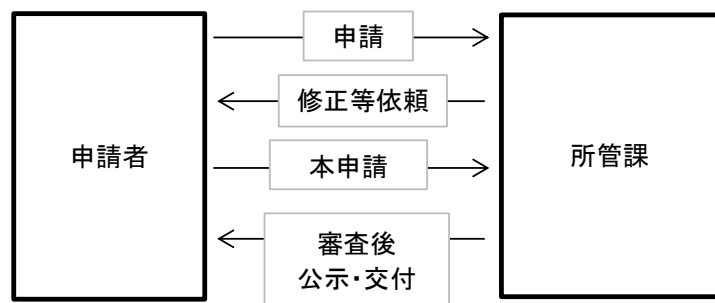 申請
修正等依頼
申請者
本申請
所管課
審査後
公示・交付